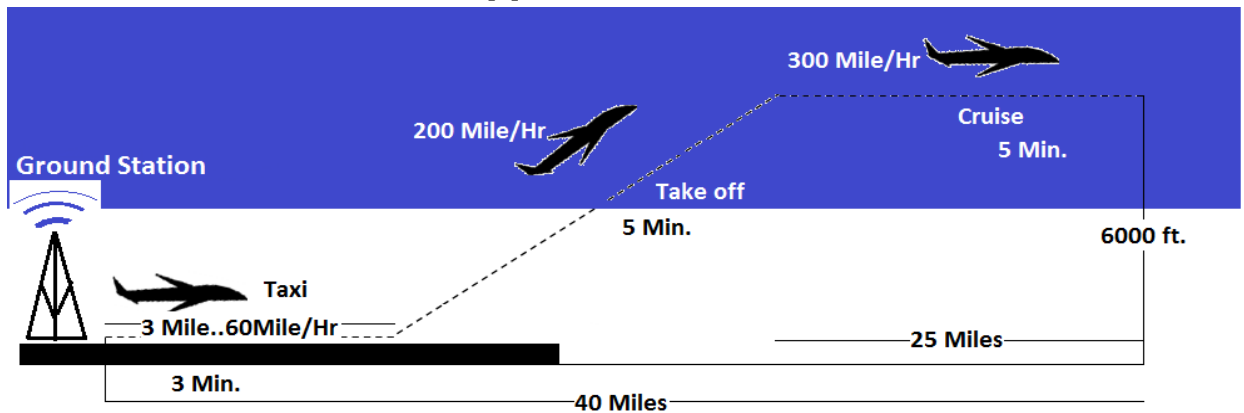 300 Mile/Hr
Cruise
5 Min.
200 Mile/Hr
Ground Station
Take off
5 Min.
6000 ft.
Taxi
3 Mile..60Mile/Hr
25 Miles
3 Min.
40 Miles